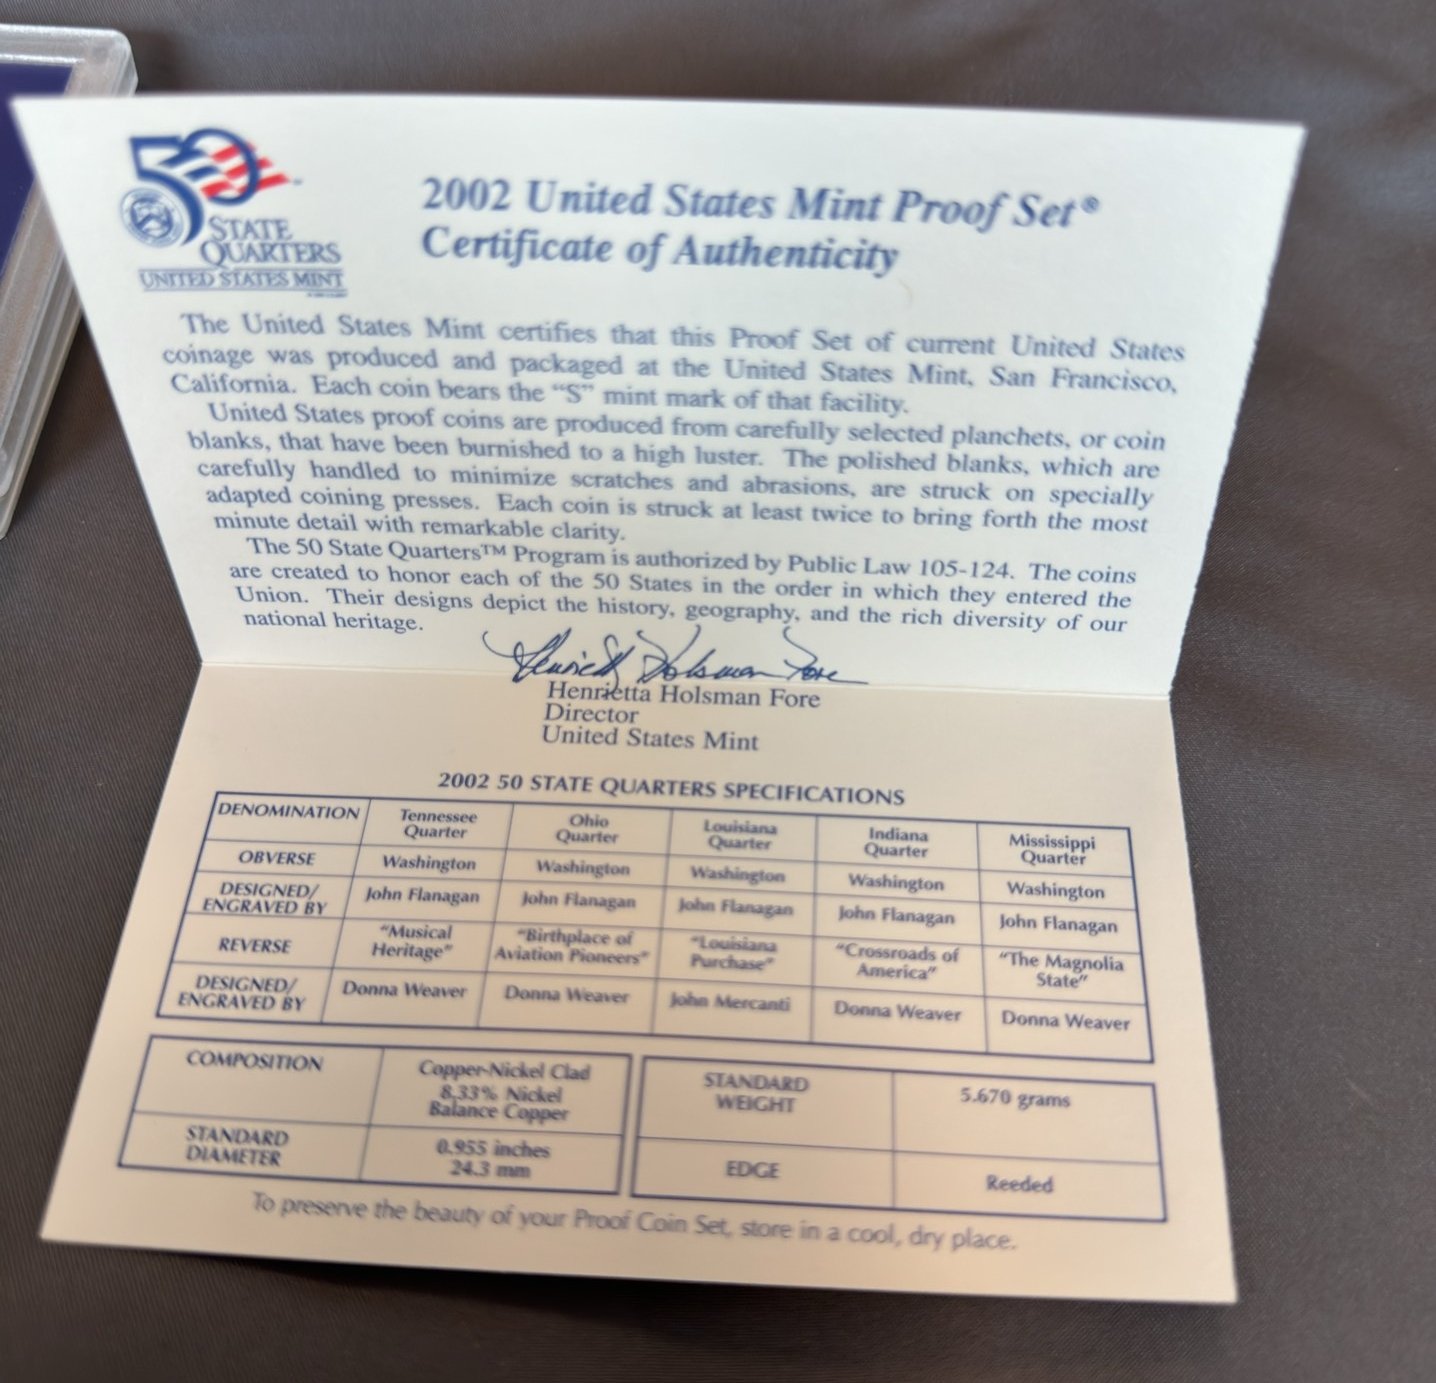 50
STATE
QUARTERS
UNITED STATES MINT
2002 United States Mint Proof Set®
Certificate of Authenticity
The United States Mint certifies that this Proof Set of current United States
coinage was produced and packaged at the United States Mint, San Francisco,
California. Each coin bears the “S” mint mark of that facility.
United States proof coins are produced from carefully selected planchets, or coin
blanks, that have been burnished to a high luster. The polished blanks, which are
carefully handled to minimize scratches and abrasions, are struck on specially
adapted coining presses. Each coin is struck at least twice to bring forth the most
minute detail with remarkable clarity.
The 50 State Quarters™ Program is authorized by Public Law 105-124. The coins
are created to honor each of the 50 States in the order in which they entered the
Union. Their designs depict the history, geography, and the rich diversity of our
national heritage.
Henrietta Holsman Fore
Henrietta Holsman Fore
Director
United States Mint
2002 50 STATE QUARTERS SPECIFICATIONS
DENOMINATION Tennessee Quarter Ohio Quarter Louisiana Quarter Indiana Quarter Mississippi Quarter
OBVERSE Washington Washington Washington Washington Washington
DESIGNED/ ENGRAVED BY John Flanagan John Flanagan John Flanagan John Flanagan John Flanagan
REVERSE “Musical Heritage” “Birthplace of Aviation Pioneers” “Louisiana Purchase” “Crossroads of America” “The Magnolia State”
DESIGNED/ ENGRAVED BY Donna Weaver Donna Weaver John Mercanti Donna Weaver Donna Weaver
COMPOSITION Copper-Nickel Clad 8.33% Nickel Balance Copper STANDARD WEIGHT 5.670 grams
STANDARD DIAMETER 0.955 inches 24.3 mm EDGE Reeded
To preserve the beauty of your Proof Coin Set, store in a cool, dry place.